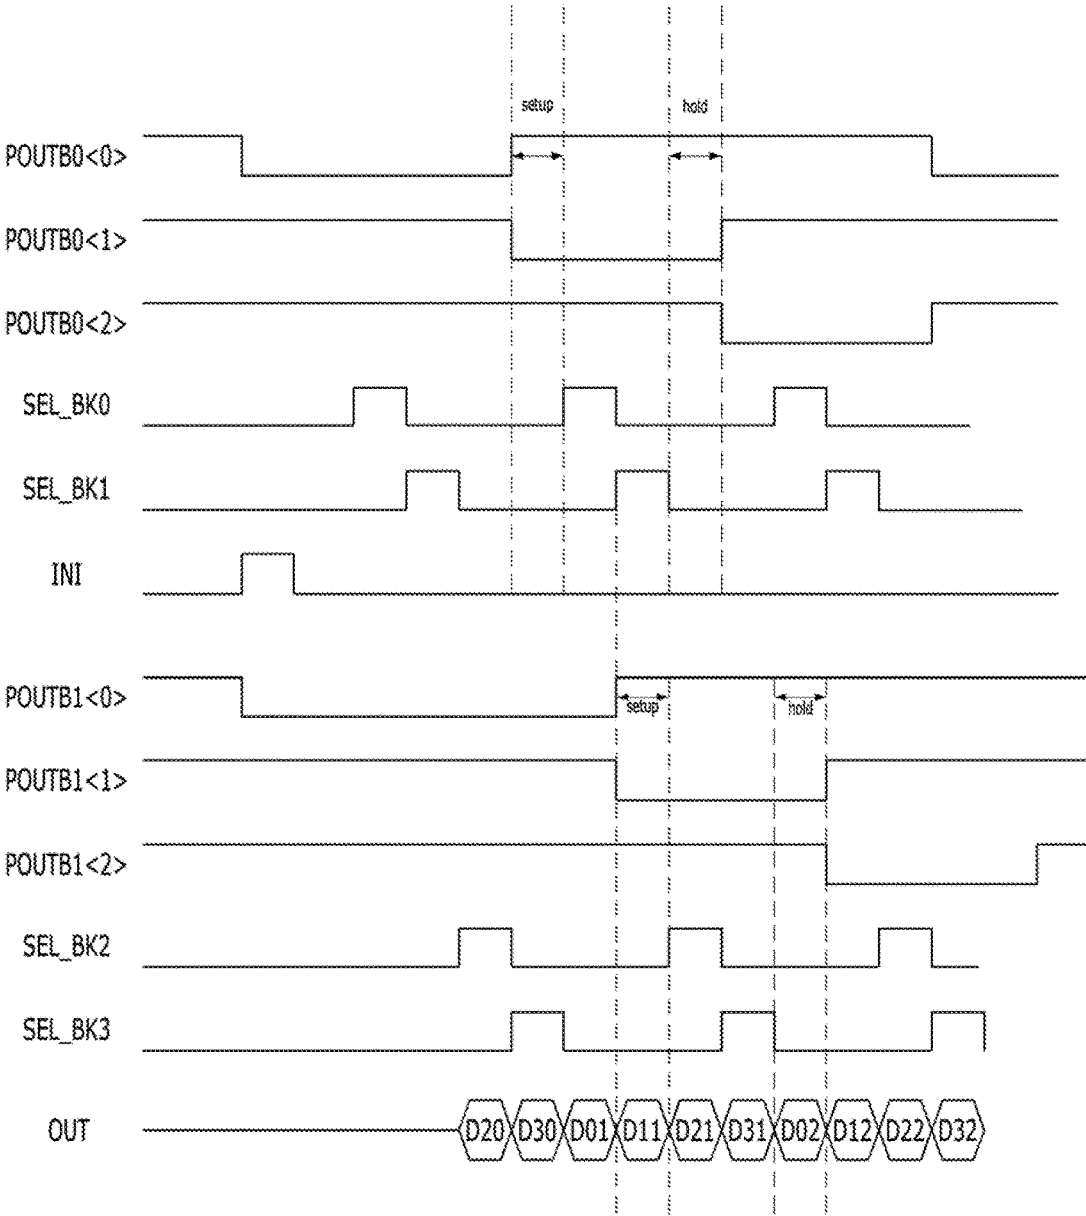 setup hold
POUTB0<0>
POUTB0<1>
POUTB0<2>
SEL_BK0
SEL_BK1
INI
POUTB1<0>
setup hold
POUTB1<1>
POUTB1<2>
SEL_BK2
SEL_BK3
OUT D20 D30 D01 D11 D21 D31 D02 D12 D22 D32